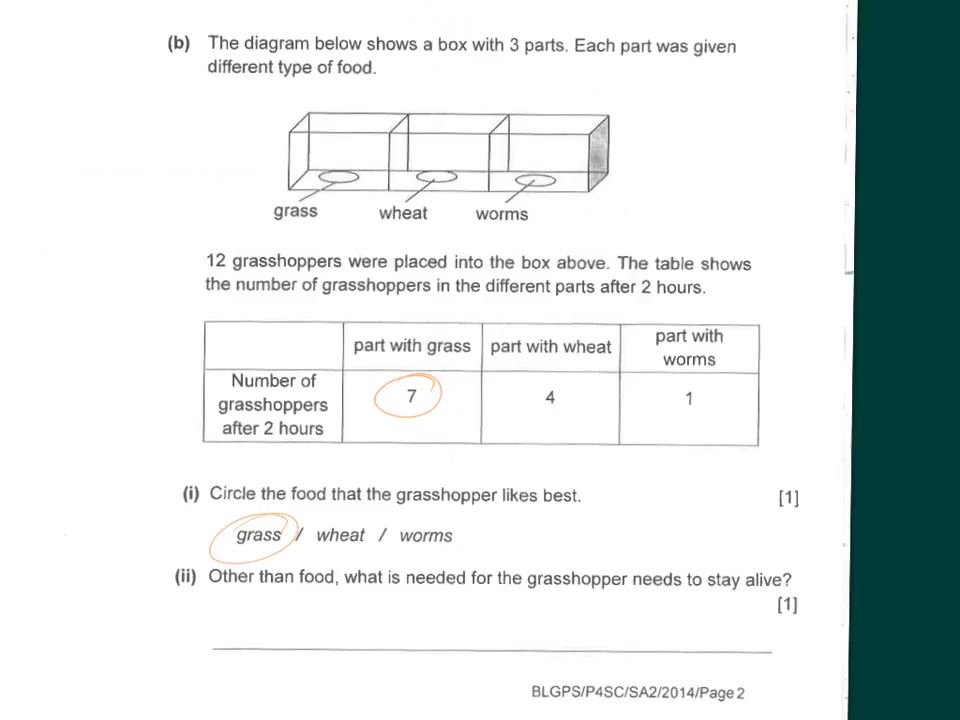 (b) The diagram below shows a box with 3 parts. Each part was given
different type of food.
grass wheat worms
12 grasshoppers were placed into the box above. The table shows
the number of grasshoppers in the different parts after 2 hours.
part with grass part with wheat part with worms
Number of grasshoppers after 2 hours 7 4 1
(i) Circle the food that the grasshopper likes best. [1]
grass / wheat / worms
(ii) Other than food, what is needed for the grasshopper needs to stay alive?
[1]
BLGPS/P4SC/SA2/2014/Page 2